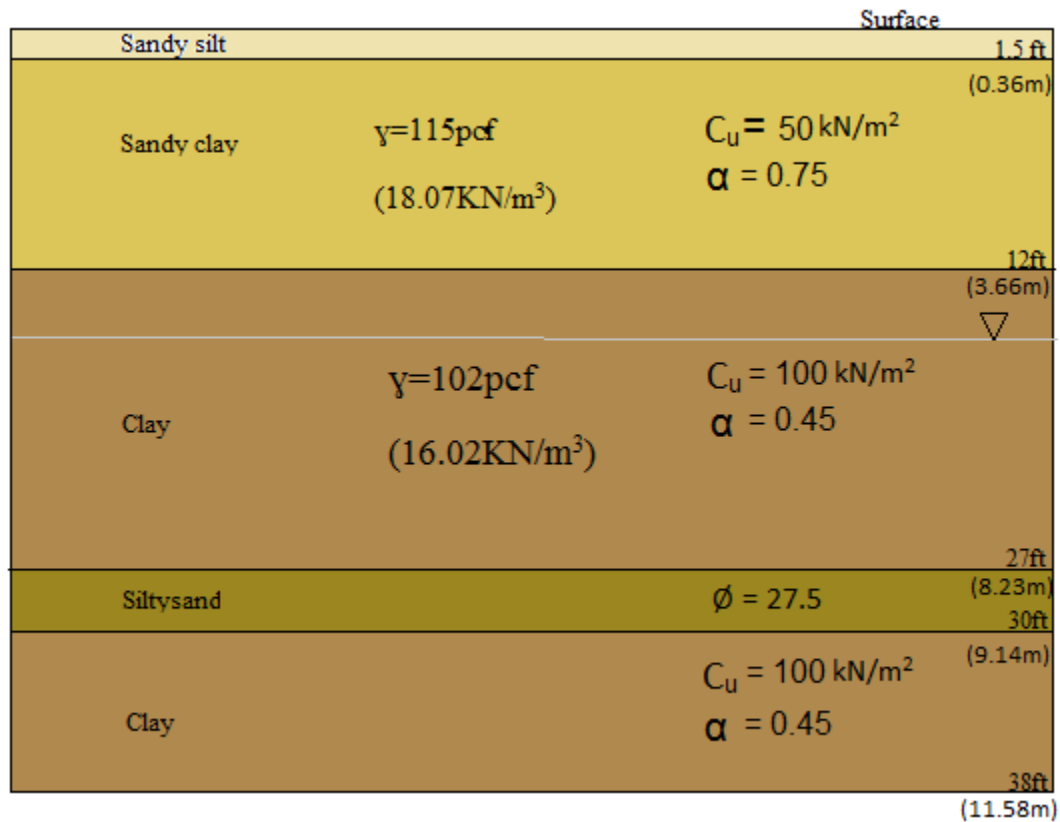 Surface
Sandy silt
1.5 ft
(0.36m)
Sandy clay
γ=115pcf
(18.07KN/m³)
Cᵤ= 50 kN/m²
α = 0.75
12ft
(3.66m)
Clay
γ=102pcf
(16.02KN/m³)
Cᵤ = 100 kN/m²
α = 0.45
27ft
(8.23m)
Siltysand
Ø = 27.5
30ft
(9.14m)
Clay
Cᵤ = 100 kN/m²
α = 0.45
38ft
(11.58m)